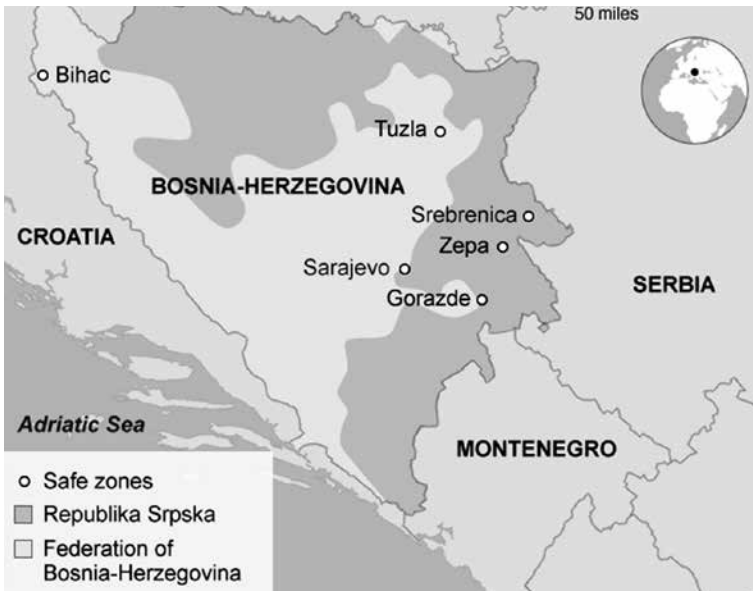 50 miles
Bihac
Tuzla
BOSNIA-HERZEGOVINA
Srebrenica
CROATIA
Zepa
Sarajevo
Gorazde
SERBIA
Adriatic Sea
MONTENEGRO
Safe zones
Republika Srpska
Federation of
Bosnia-Herzegovina